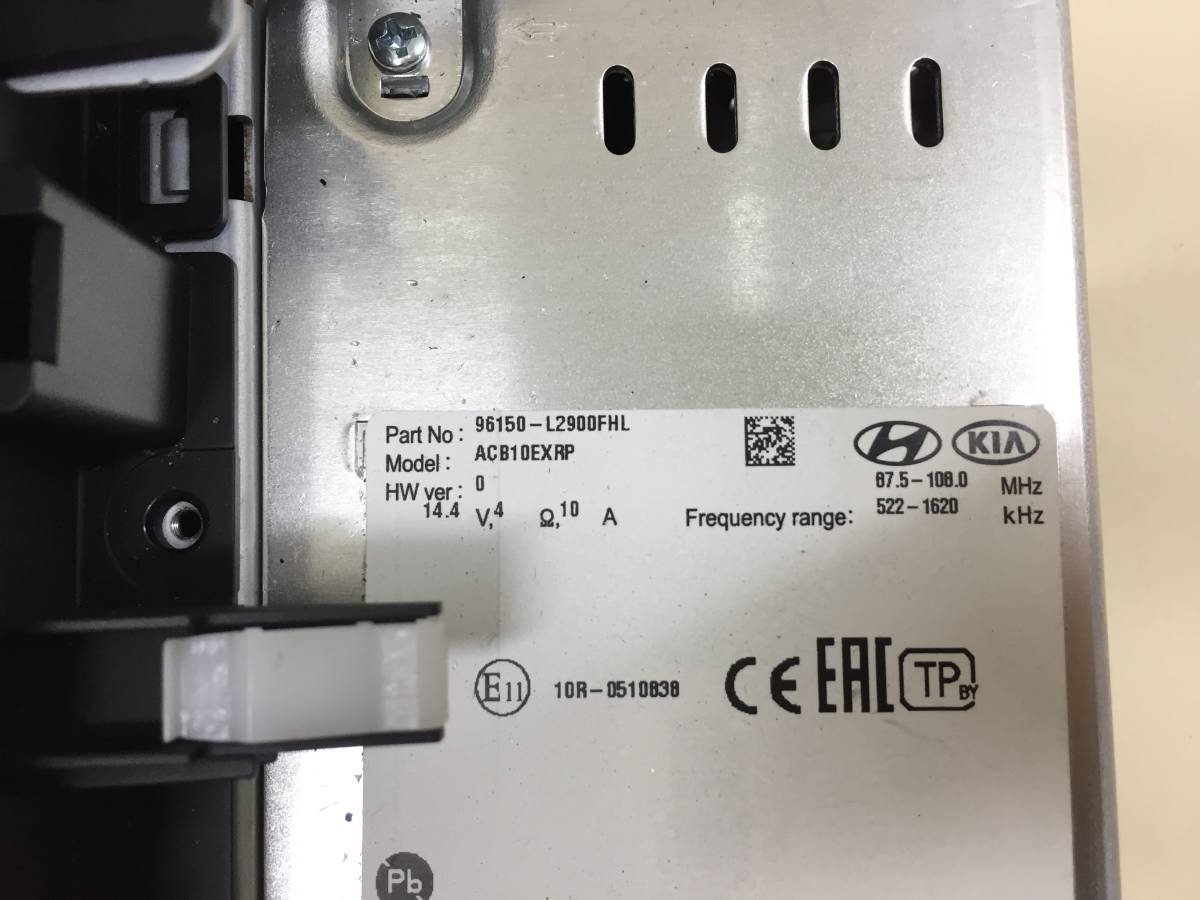 Part No : 96150-L2900FHL
Model : ACB10EXRP
HW ver : 0
14.4 V,4 Ω,10 A
KIA
87.5-108.0 MHz
Frequency range: 522-1620 kHz
E11 10R-0510838 CE EAC TP BY
Pb